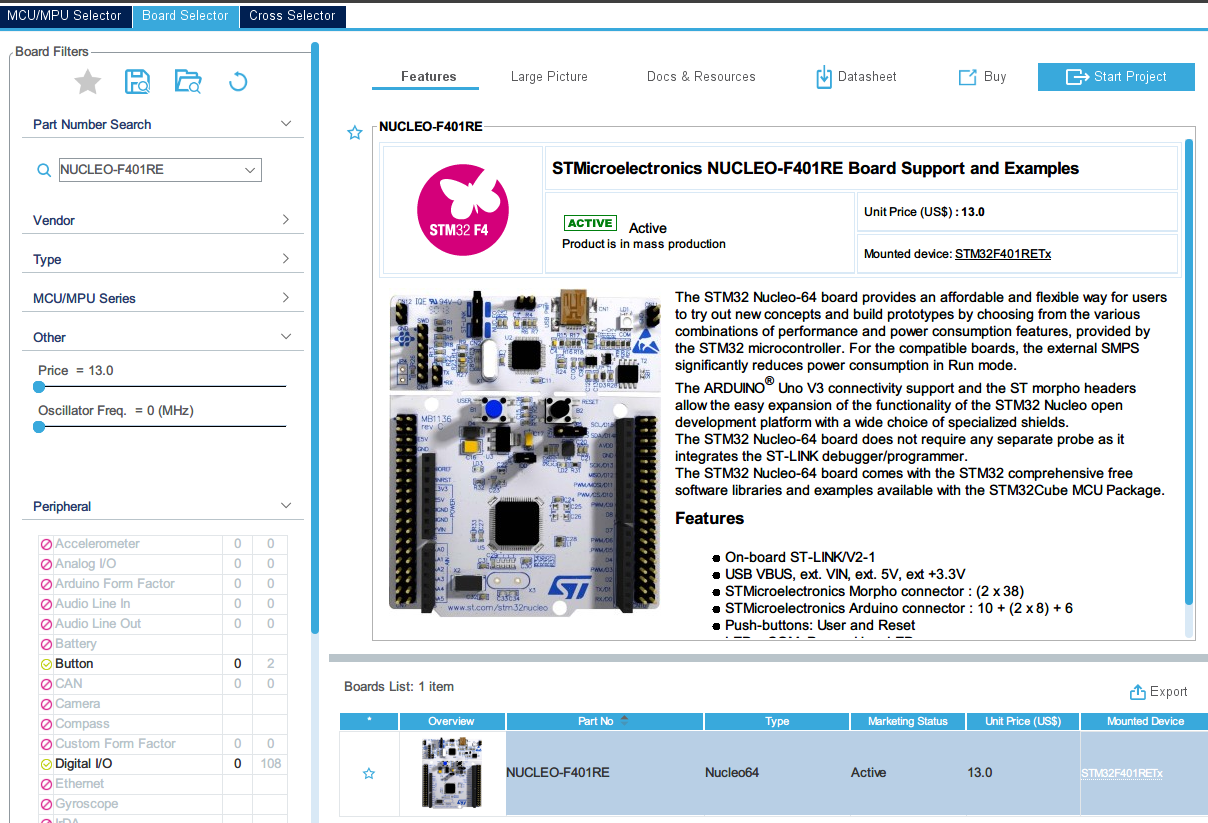 MCU/MPU Selector
Board Selector
Cross Selector
Board Filters
Part Number Search
NUCLEO-F401RE
Vendor
Type
MCU/MPU Series
Other
Price = 13.0
Oscillator Freq. = 0 (MHz)
Peripheral
Accelerometer 0 0
Analog I/O 0 0
Arduino Form Factor 0 0
Audio Line In 0 0
Audio Line Out 0 0
Battery
Button 0 2
CAN 0 0
Camera
Compass
Custom Form Factor 0 0
Digital I/O 0 108
Ethernet
Gyroscope
Features
Large Picture
Docs & Resources
Datasheet
Buy
Start Project
NUCLEO-F401RE
STM32 F4
STMicroelectronics NUCLEO-F401RE Board Support and Examples
ACTIVE Active
Product is in mass production
Unit Price (US$) : 13.0
Mounted device: STM32F401RETx
MB1136
rev C
www.st.com/stm32nucleo
The STM32 Nucleo-64 board provides an affordable and flexible way for users
to try out new concepts and build prototypes by choosing from the various
combinations of performance and power consumption features, provided by
the STM32 microcontroller. For the compatible boards, the external SMPS
significantly reduces power consumption in Run mode.
The ARDUINO® Uno V3 connectivity support and the ST morpho headers
allow the easy expansion of the functionality of the STM32 Nucleo open
development platform with a wide choice of specialized shields.
The STM32 Nucleo-64 board does not require any separate probe as it
integrates the ST-LINK debugger/programmer.
The STM32 Nucleo-64 board comes with the STM32 comprehensive free
software libraries and examples available with the STM32Cube MCU Package.
Features
On-board ST-LINK/V2-1
USB VBUS, ext. VIN, ext. 5V, ext +3.3V
STMicroelectronics Morpho connector : (2 x 38)
STMicroelectronics Arduino connector : 10 + (2 x 8) + 6
Push-buttons: User and Reset
Boards List: 1 item
Export
* Overview Part No Type Marketing Status Unit Price (US$) Mounted Device
NUCLEO-F401RE Nucleo64 Active 13.0 STM32F401RETx